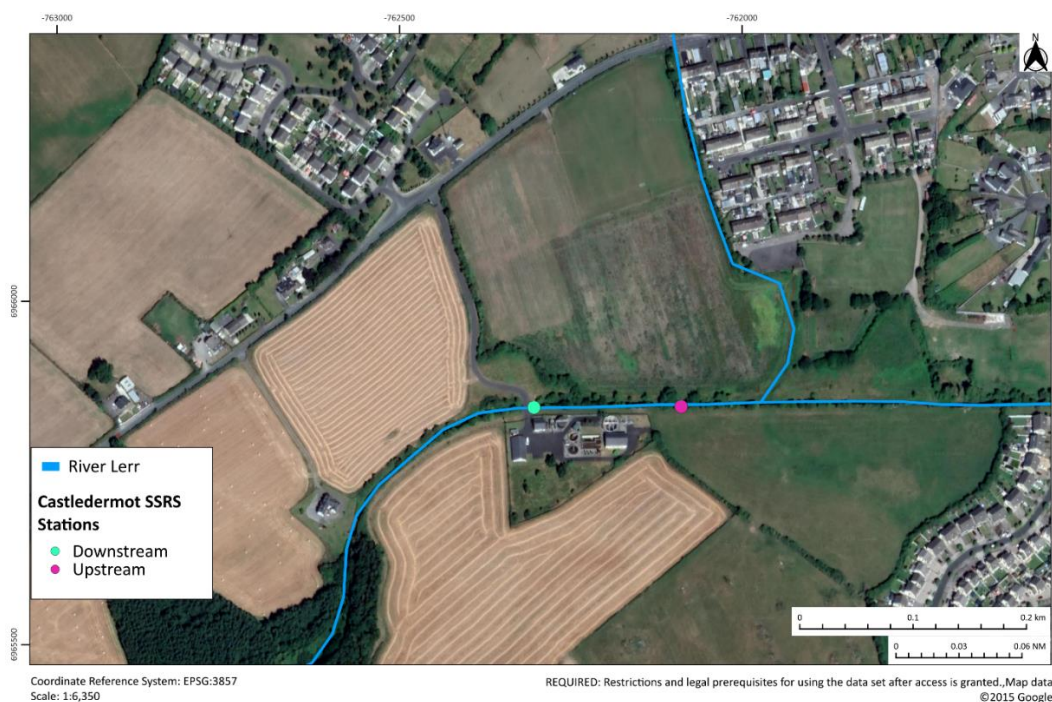 -763000
-762500
-762000
N
6966000
6965500
River Lerr
Castledermot SSRS
Stations
Downstream
Upstream
0 0.1 0.2 km
0 0.03 0.06 NM
Coordinate Reference System: EPSG:3857
Scale: 1:6,350
REQUIRED: Restrictions and legal prerequisites for using the data set after access is granted.,Map data
©2015 Google